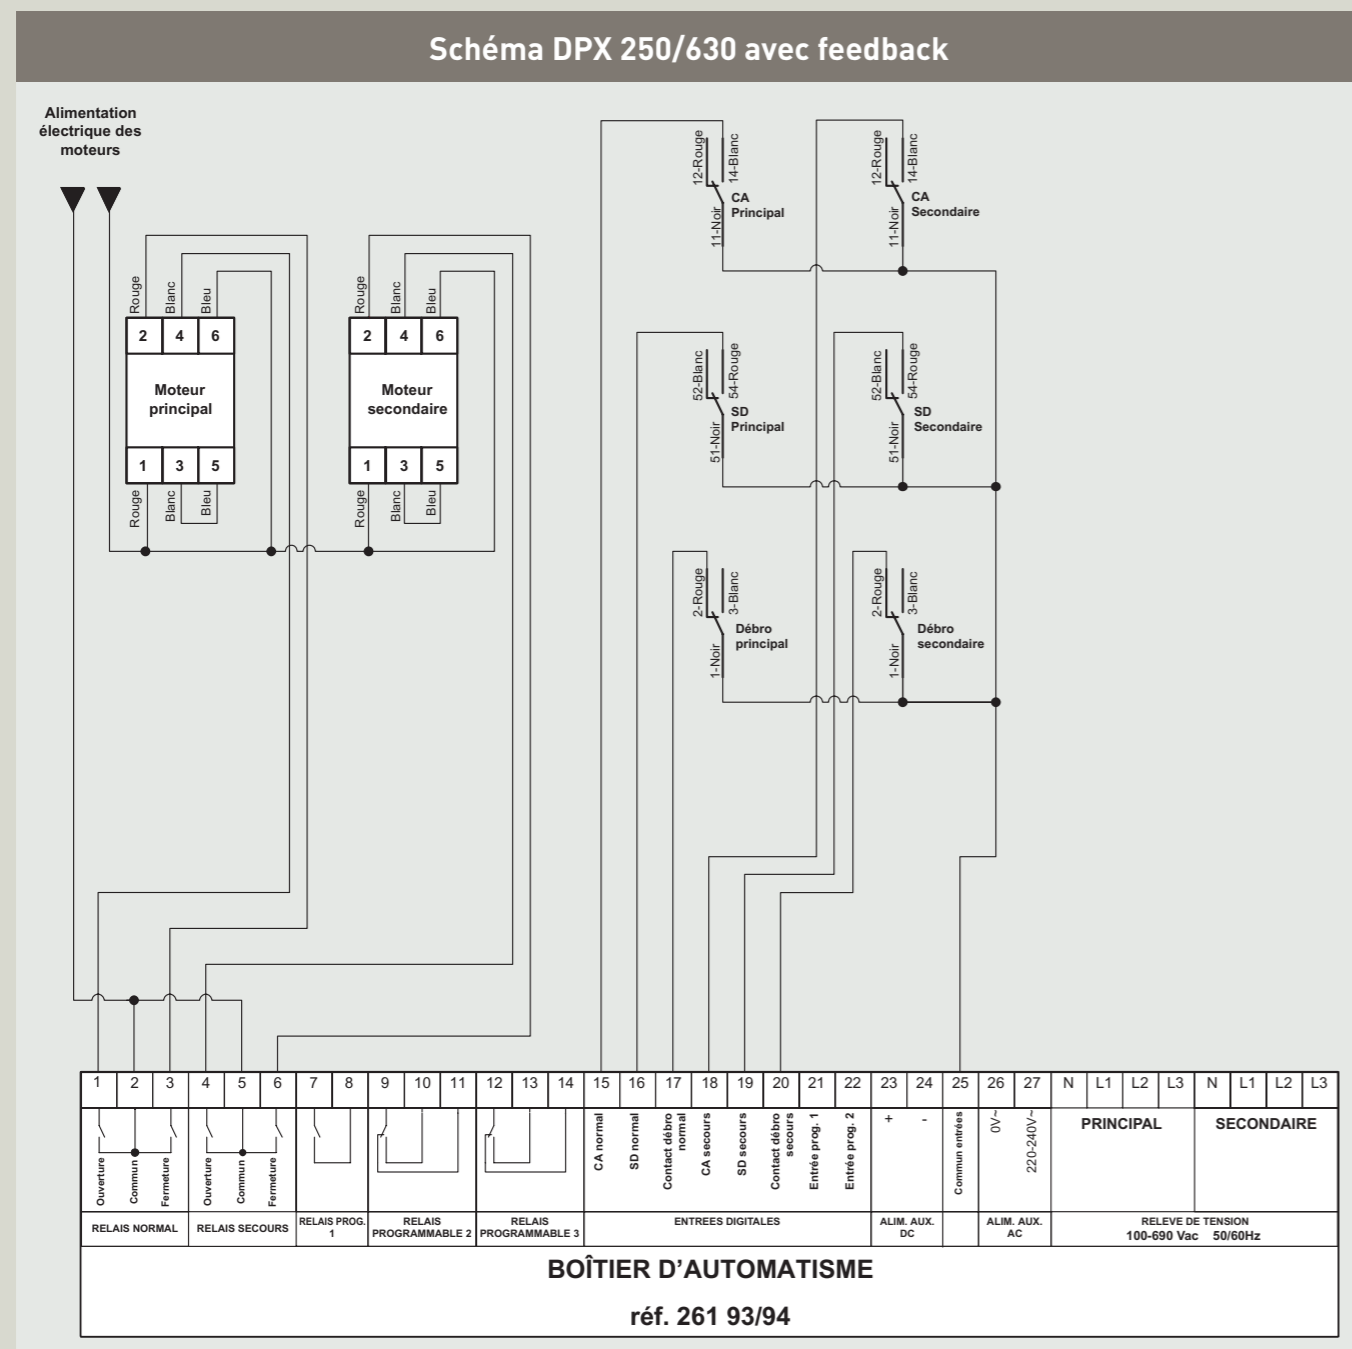 Schéma DPX 250/630 avec feedback
Alimentation
électrique des
moteurs
Rouge
Blanc
Bleu
2 4 6
Moteur
principal
1 3 5
Rouge
Blanc
Bleu
Rouge
Blanc
Bleu
2 4 6
Moteur
secondaire
1 3 5
Rouge
Blanc
Bleu
12-Rouge
14-Blanc
11-Noir
CA
Principal
12-Rouge
14-Blanc
11-Noir
CA
Secondaire
52-Blanc
54-Rouge
51-Noir
SD
Principal
52-Blanc
54-Rouge
51-Noir
SD
Secondaire
2-Rouge
3-Blanc
1-Noir
Débro
principal
2-Rouge
3-Blanc
1-Noir
Débro
secondaire
1 2 3 4 5 6 7 8 9 10 11 12 13 14 15 16 17 18 19 20 21 22 23 24 25 26 27 N L1 L2 L3 N L1 L2 L3
Ouverture
Commun
Fermeture
Ouverture
Commun
Fermeture
CA normal
SD normal
Contact débro
normal
CA secours
SD secours
Contact débro
secours
Entrée prog. 1
Entrée prog. 2
+
-
Commun entrées
0V~
220-240V~
PRINCIPAL
SECONDAIRE
RELAIS NORMAL
RELAIS SECOURS
RELAIS PROG.
1
RELAIS
PROGRAMMABLE 2
RELAIS
PROGRAMMABLE 3
ENTREES DIGITALES
ALIM. AUX.
DC
ALIM. AUX.
AC
RELEVE DE TENSION
100-690 Vac 50/60Hz
BOÎTIER D'AUTOMATISME
réf. 261 93/94